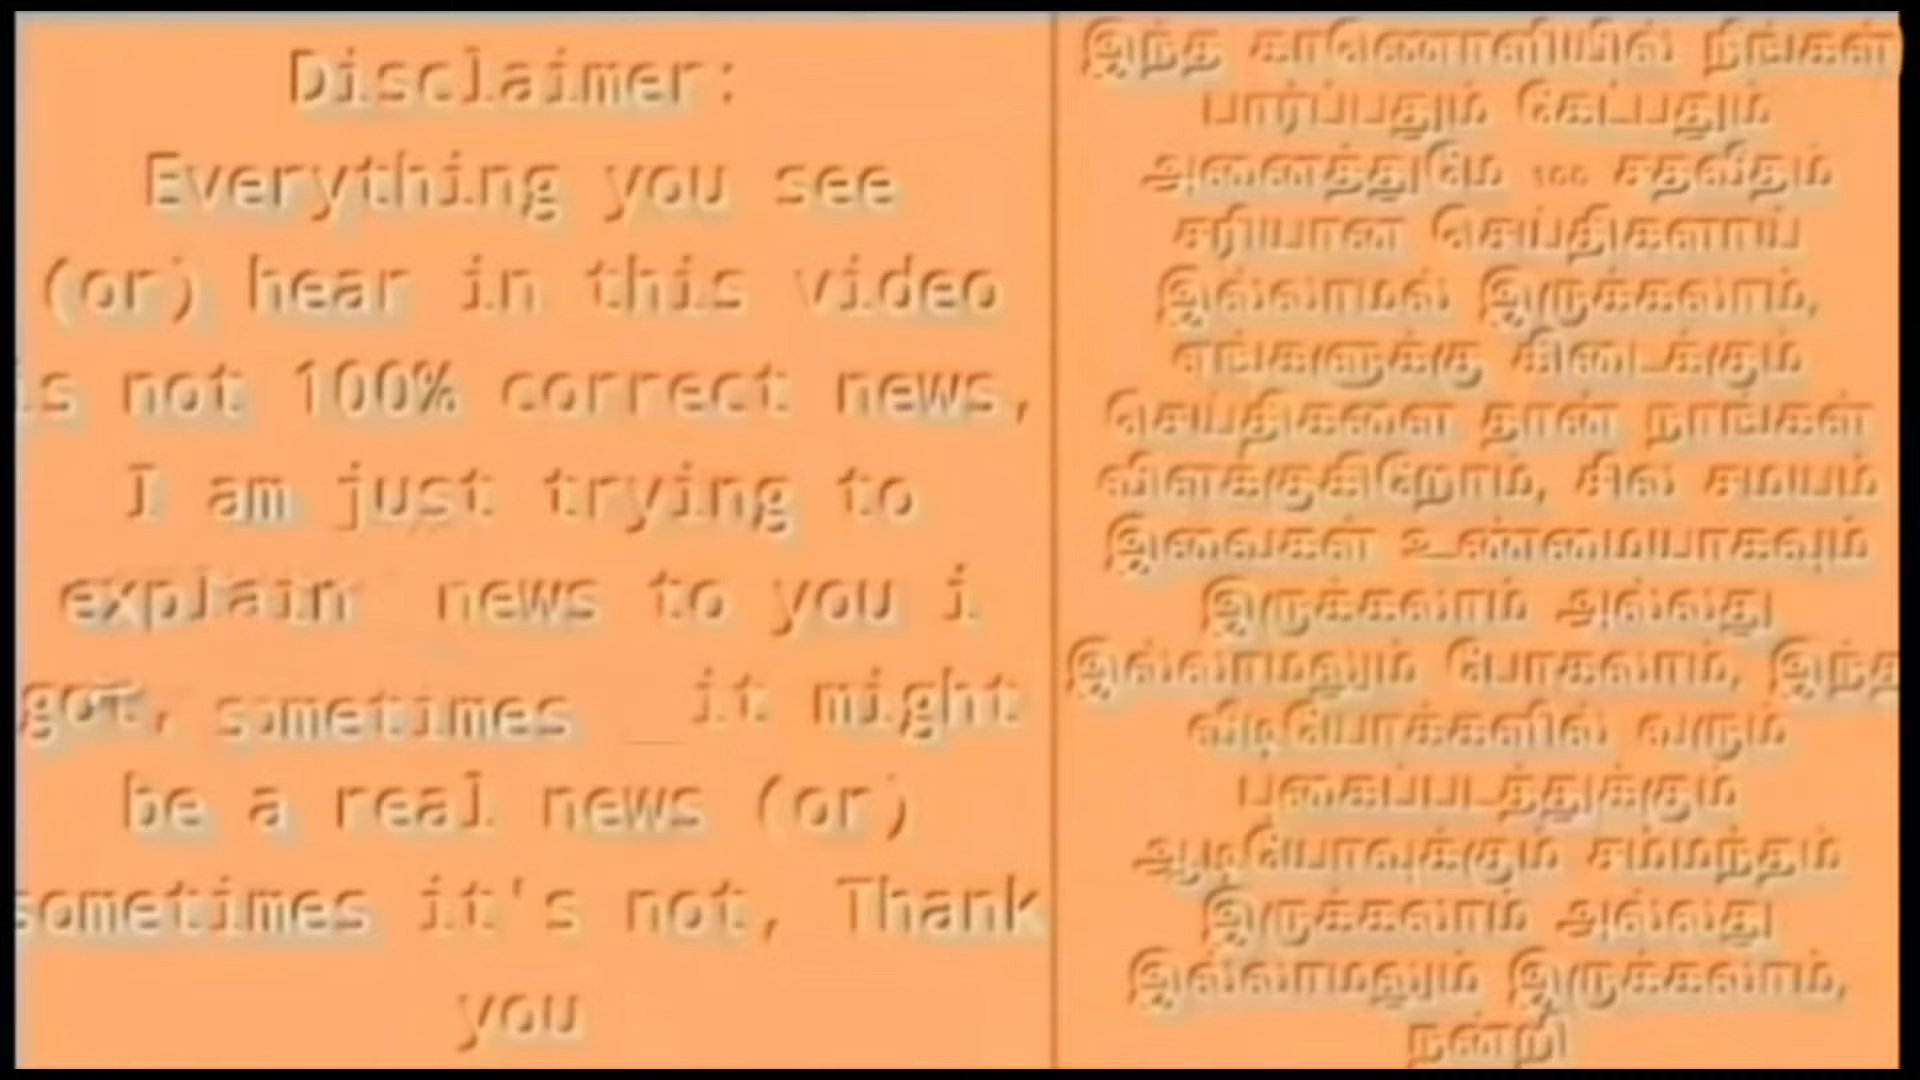 Disclaimer:
Everything you see
(or) hear in this video
is not 100% correct news,
I am just trying to
explain news to you i
got, sometimes _ it might
be a real news (or)
sometimes it's not, Thank
you
இந்த காணொளியில் நீங்கள்
பார்ப்பதும் கேட்பதும்
அனைத்துமே 100 சதவீதம்
சரியான செய்திகளாய்
இல்லாமல் இருக்கலாம்,
எங்களுக்கு கிடைக்கும்
செய்திகளை தான் நாங்கள்
விளக்குகிறோம், சில சமயம்
இவைகள் உண்மையாகவும்
இருக்கலாம் அல்லது
இல்லாமலும் போகலாம், இந்த
வீடியோக்களில் வரும்
புகைப்படத்துக்கும்
ஆடியோவுக்கும் சம்மந்தம்
இருக்கலாம் அல்லது
இல்லாமலும் இருக்கலாம்,
நன்றி